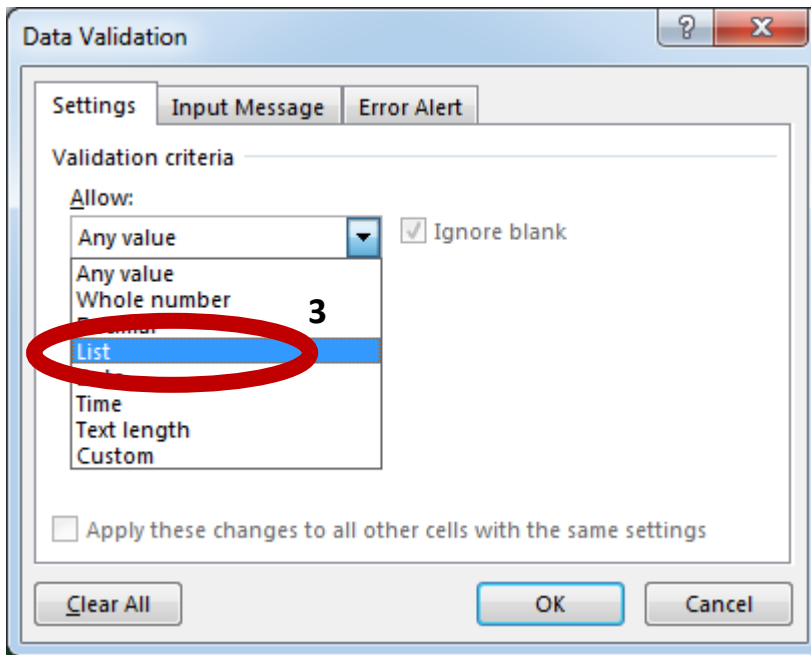 Data Validation
Settings Input Message Error Alert
Validation criteria
Allow:
Any value Ignore blank
Any value
Whole number
3
Decimal
List
Time
Text length
Custom
Apply these changes to all other cells with the same settings
Clear All OK Cancel